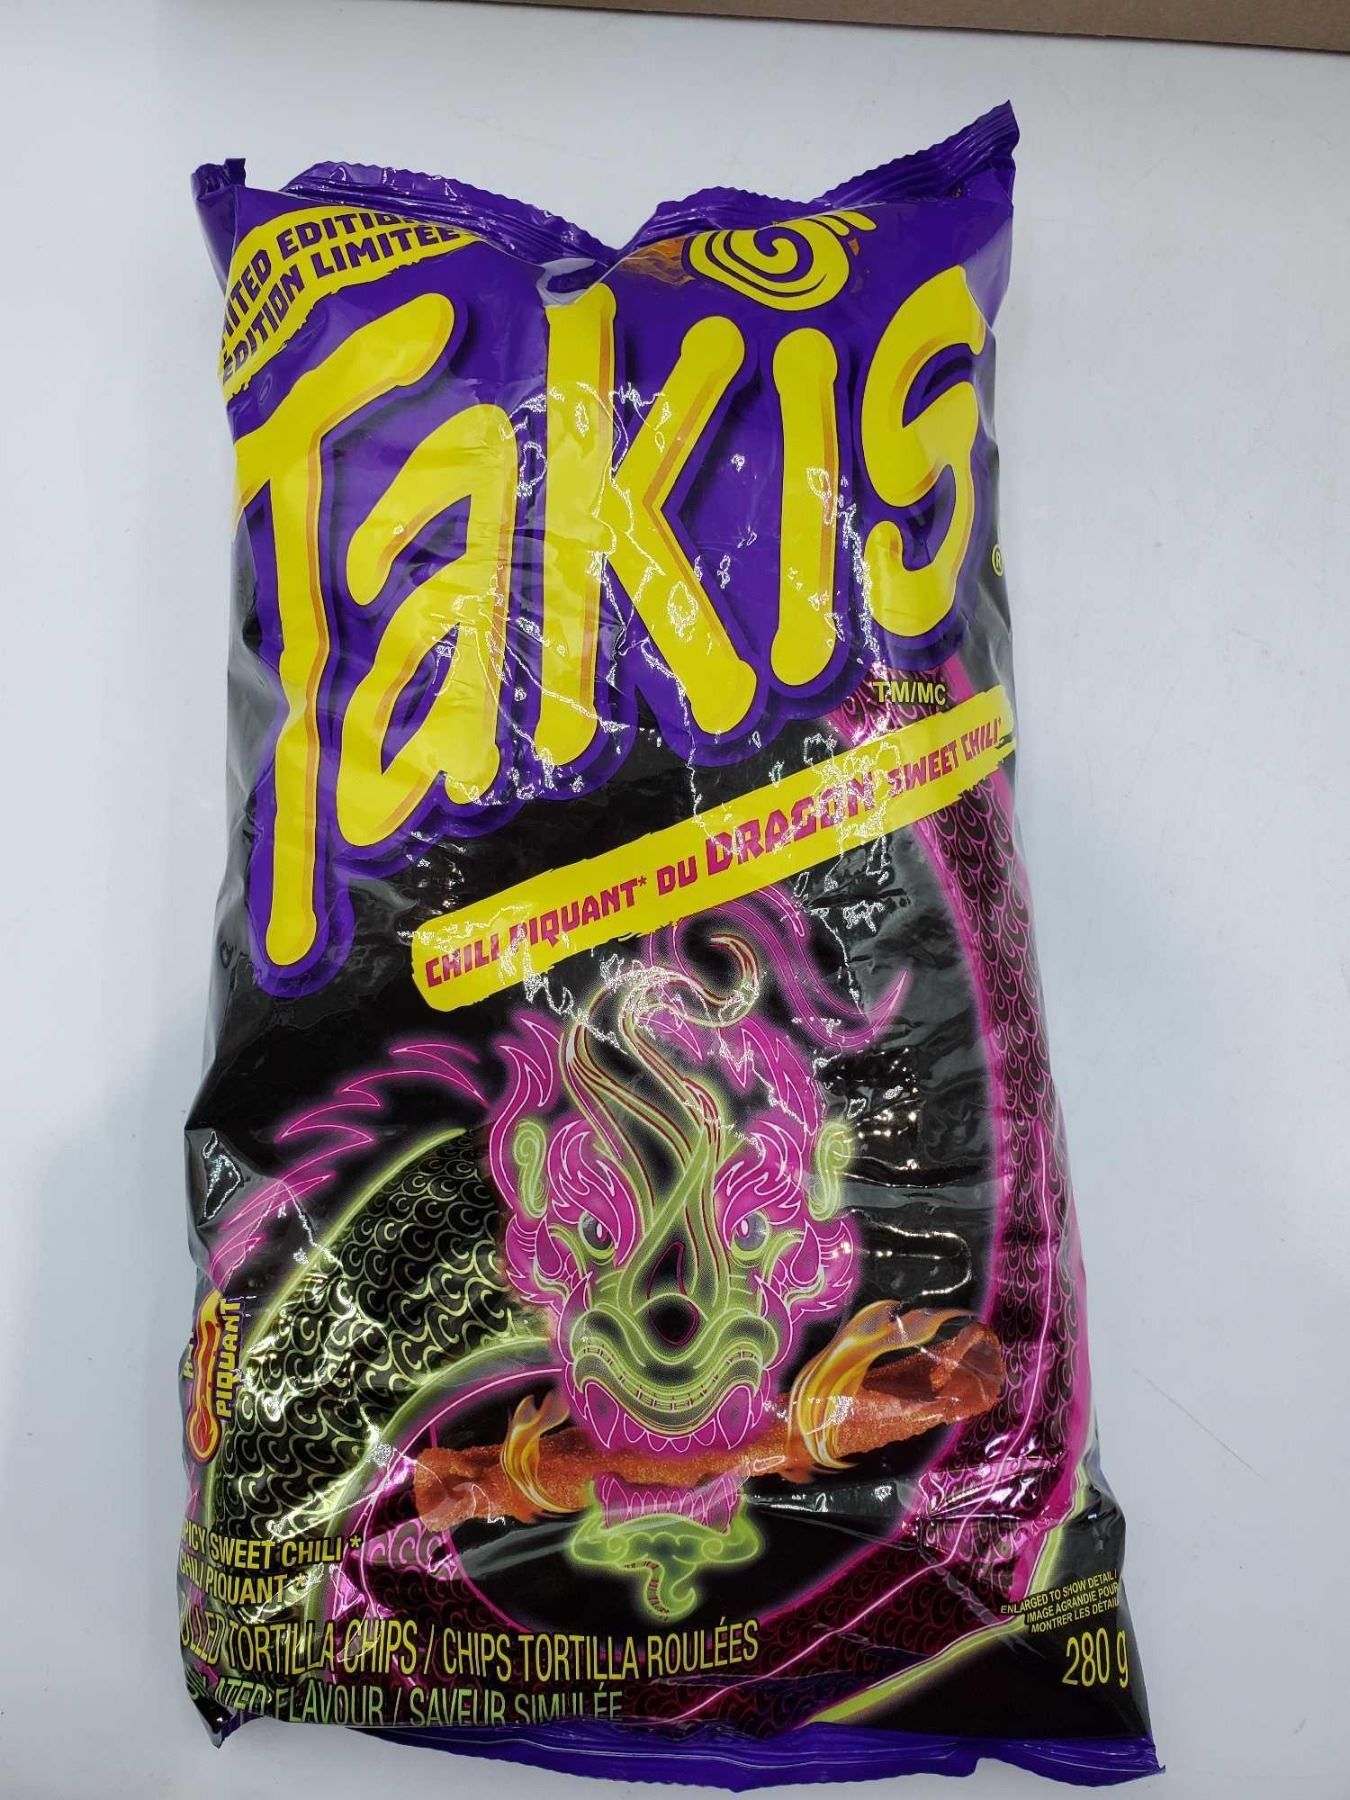 EDITION
ÉDITION LIMITÉE
TaKiS
®
TM/MC
CHILI PIQUANT* DU DRAGON SWEET CHILI*
PIQUANT
SWEET CHILI *
CHILI PIQUANT *
TORTILLA CHIPS / CHIPS TORTILLA ROULÉES
FLAVOUR / SAVEUR SIMULÉE
ENLARGED TO SHOW DETAIL /
IMAGE AGRANDIE POUR
MONTRER LES DÉTAILS
280 g